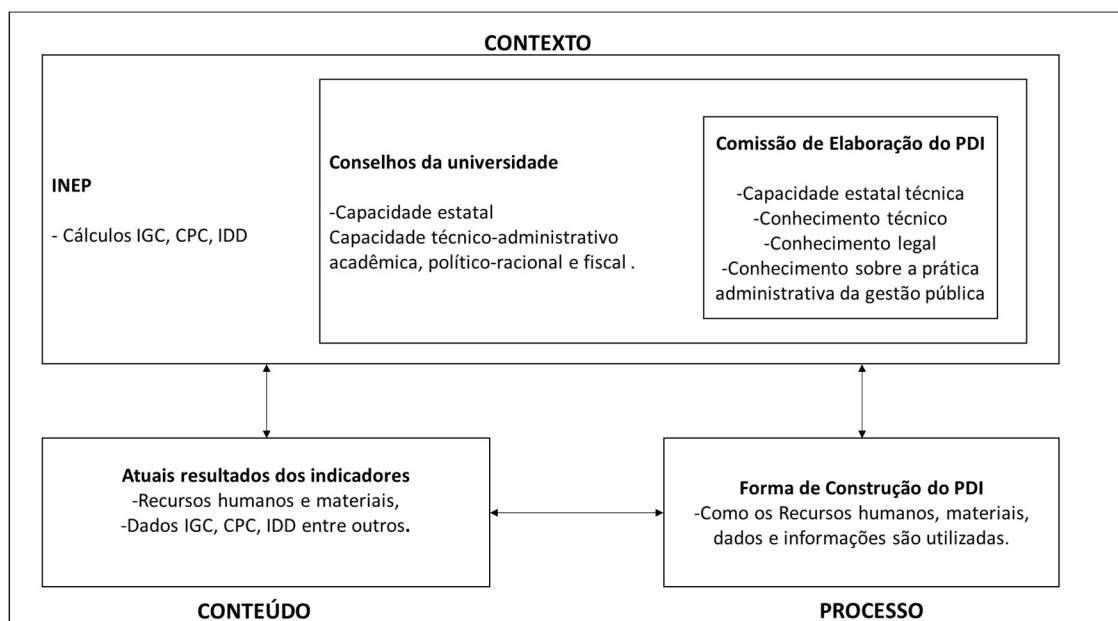 CONTEXTO
INEP
- Cálculos IGC, CPC, IDD
Conselhos da universidade
-Capacidade estatal
Capacidade técnico-administrativo
acadêmica, político-racional e fiscal .
Comissão de Elaboração do PDI
-Capacidade estatal técnica
-Conhecimento técnico
-Conhecimento legal
-Conhecimento sobre a prática
administrativa da gestão pública
Atuais resultados dos indicadores
-Recursos humanos e materiais,
-Dados IGC, CPC, IDD entre outros.
CONTEÚDO
Forma de Construção do PDI
-Como os Recursos humanos, materiais,
dados e informações são utilizadas.
PROCESSO